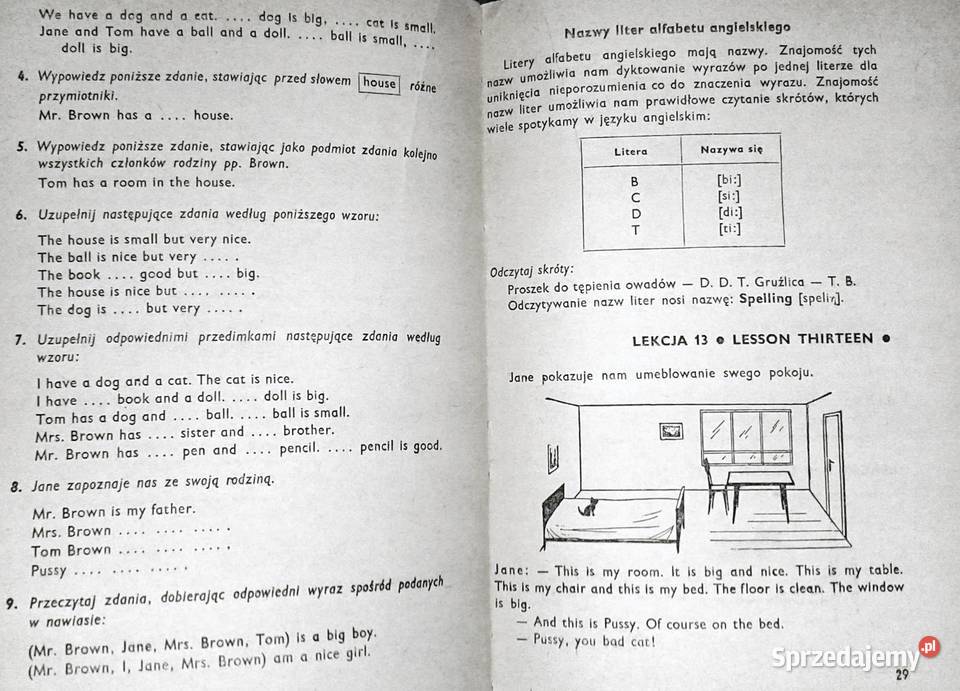 We have a dog and a cat. .... dog is big, .... cat is small.
Jane and Tom have a ball and a doll. .... ball is small, ....
doll is big.
4. Wypowiedz poniższe zdanie, stawiając przed słowem house różne
przymiotniki.
Mr. Brown has a .... house.
5. Wypowiedz poniższe zdanie, stawiając jako podmiot zdania kolejno
wszystkich członków rodziny pp. Brown.
Tom has a room in the house.
6. Uzupełnij następujące zdania według poniższego wzoru:
The house is small but very nice.
The ball is nice but very .....
The book .... good but .... big.
The house is nice but .... .....
The dog is .... but very .....
7. Uzupełnij odpowiednimi przedimkami następujące zdania według
wzoru:
I have a dog and a cat. The cat is nice.
I have .... book and a doll. .... doll is big.
Tom has a dog and .... ball. .... ball is small.
Mrs. Brown has .... sister and .... brother.
Mr. Brown has .... pen and .... pencil. .... pencil is good.
8. Jane zapoznaje nas ze swoją rodziną.
Mr. Brown is my father.
Mrs. Brown .... .... .....
Tom Brown .... .... .....
Pussy .... .... .....
9. Przeczytaj zdania, dobierając odpowiedni wyraz spośród podanych
w nawiasie:
(Mr. Brown, Jane, Mrs. Brown, Tom) is a big boy.
(Mr. Brown, I, Jane, Mrs. Brown) am a nice girl.
Nazwy liter alfabetu angielskiego
Litery alfabetu angielskiego mają nazwy. Znajomość tych
nazw umożliwia nam dyktowanie wyrazów po jednej literze dla
uniknięcia nieporozumienia co do znaczenia wyrazu. Znajomość
nazw liter umożliwia nam prawidłowe czytanie skrótów, których
wiele spotykamy w języku angielskim:
Litera Nazywa się
B [bi:]
C [si:]
D [di:]
T [ti:]
Odczytaj skróty:
Proszek do tępienia owadów — D. D. T. Gruźlica — T. B.
Odczytywanie nazw liter nosi nazwę: Spelling [speliŋ].
LEKCJA 13 ● LESSON THIRTEEN ●
Jane pokazuje nam umeblowanie swego pokoju.
Jane: — This is my room. It is big and nice. This is my table.
This is my chair and this is my bed. The floor is clean. The window
is big.
— And this is Pussy. Of course on the bed.
— Pussy, you bad cat!
29
Sprzedajemy.pl